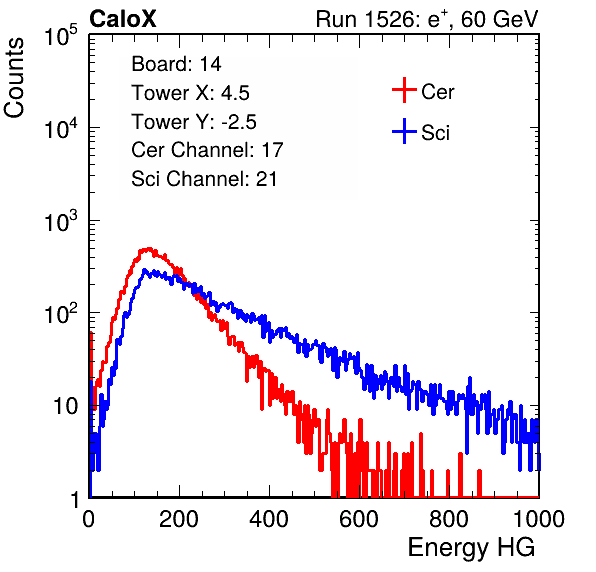 CaloX Run 1526: e⁺, 60 GeV
Counts
Board: 14
Tower X: 4.5
Tower Y: -2.5
Cer Channel: 17
Sci Channel: 21
Cer
Sci
10⁵
10⁴
10³
10²
10
1
0 200 400 600 800 1000
Energy HG